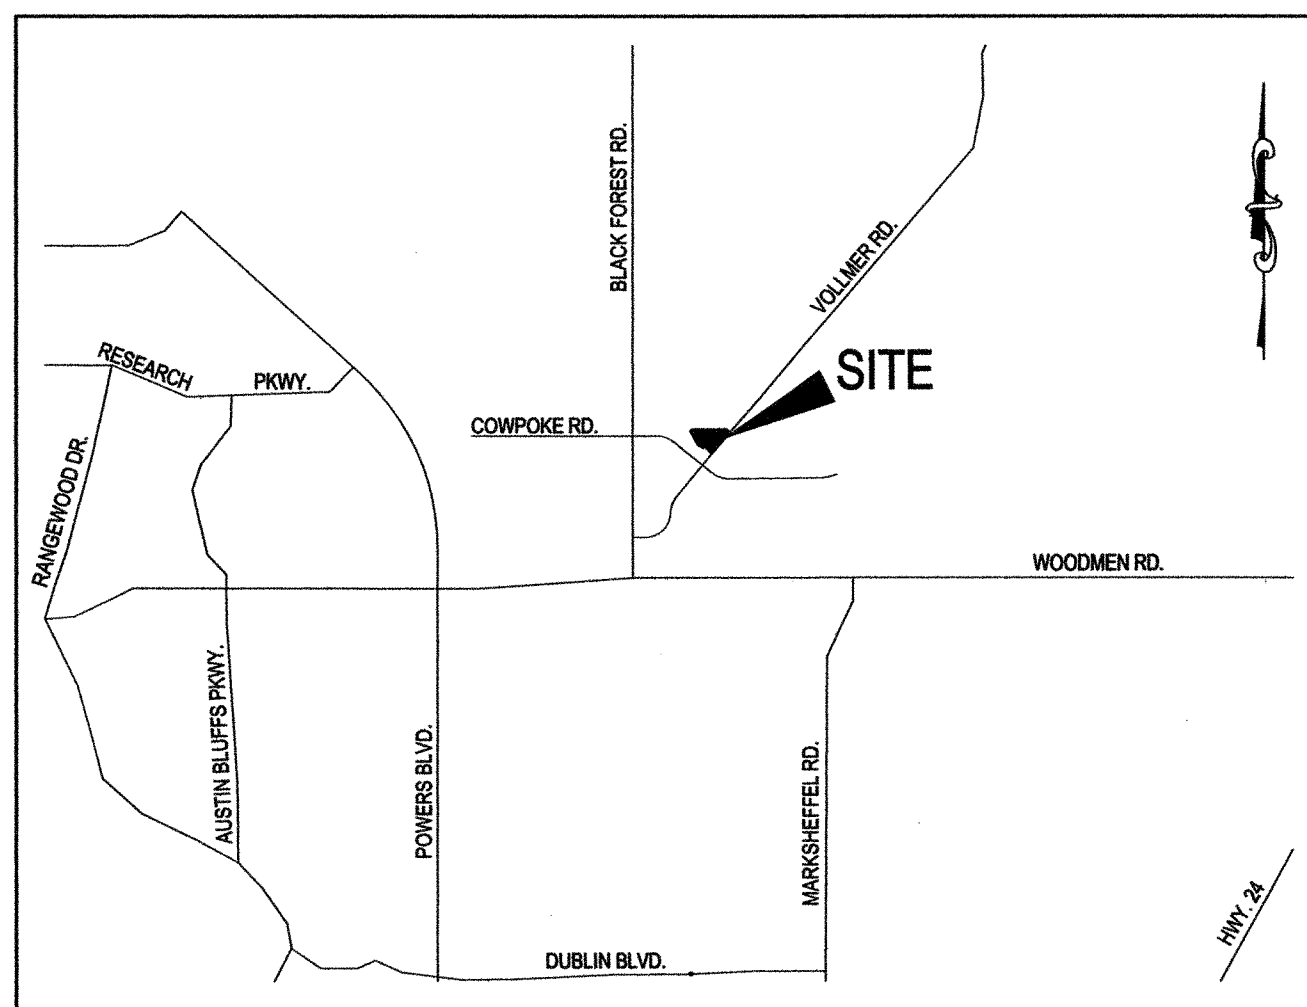 BLACK FOREST RD.
VOLLMER RD.
SITE
RESEARCH PKWY.
COWPOKE RD.
RANGEWOOD DR.
WOODMEN RD.
AUSTIN BLUFFS PKWY.
POWERS BLVD.
MARKSHEFFEL RD.
HWY. 24
DUBLIN BLVD.